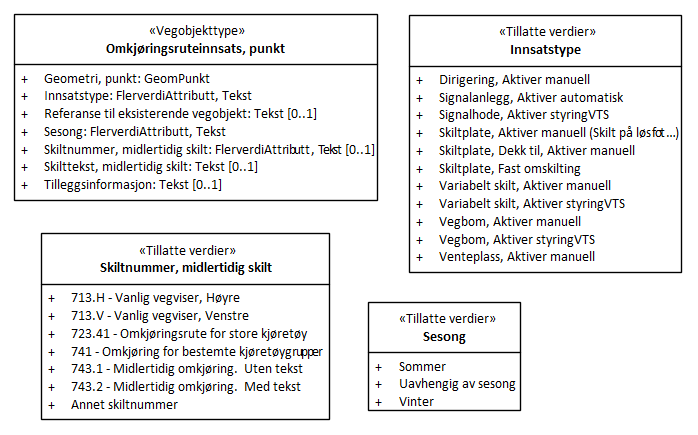 «Vegobjekttype»
Omkjøringsruteinnsats, punkt
+ Geometri, punkt: GeomPunkt
+ Innsatstype: FlerverdiAttributt, Tekst
+ Referanse til eksisterende vegobjekt: Tekst [0..1]
+ Sesong: FlerverdiAttributt, Tekst
+ Skiltnummer, midlertidig skilt: FlerverdiAttributt, Tekst [0..1]
+ Skilttekst, midlertidig skilt: Tekst [0..1]
+ Tilleggsinformasjon: Tekst [0..1]
«Tillatte verdier»
Innsatstype
+ Dirigering, Aktiver manuell
+ Signalanlegg, Aktiver automatisk
+ Signalhode, Aktiver styringVTS
+ Skiltplate, Aktiver manuell (Skilt på løsfot...)
+ Skiltplate, Dekk til, Aktiver manuell
+ Skiltplate, Fast omskilting
+ Variabelt skilt, Aktiver manuell
+ Variabelt skilt, Aktiver styringVTS
+ Vegbom, Aktiver manuell
+ Vegbom, Aktiver styringVTS
+ Venteplass, Aktiver manuell
«Tillatte verdier»
Skiltnummer, midlertidig skilt
+ 713.H - Vanlig vegviser, Høyre
+ 713.V - Vanlig vegviser, Venstre
+ 723.41 - Omkjøringsrute for store kjøretøy
+ 741 - Omkjøring for bestemte kjøretøygrupper
+ 743.1 - Midlertidig omkjøring. Uten tekst
+ 743.2 - Midlertidig omkjøring. Med tekst
+ Annet skiltnummer
«Tillatte verdier»
Sesong
+ Sommer
+ Uavhengig av sesong
+ Vinter